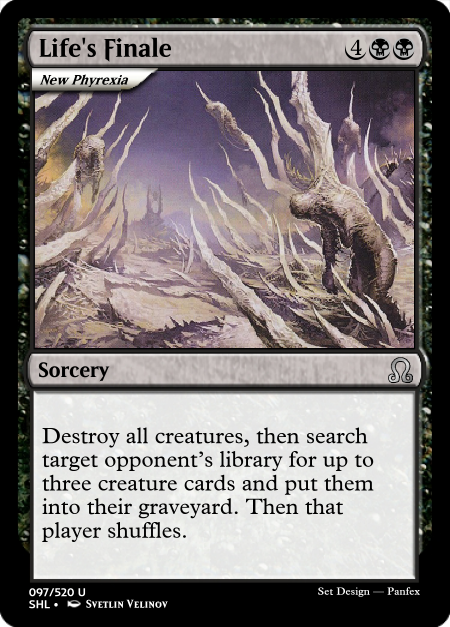 Life's Finale 4
New Phyrexia
Sorcery
Destroy all creatures, then search
target opponent's library for up to
three creature cards and put them
into their graveyard. Then that
player shuffles.
097/520 U
SHL • Svetlin Velinov
Set Design — Panfex